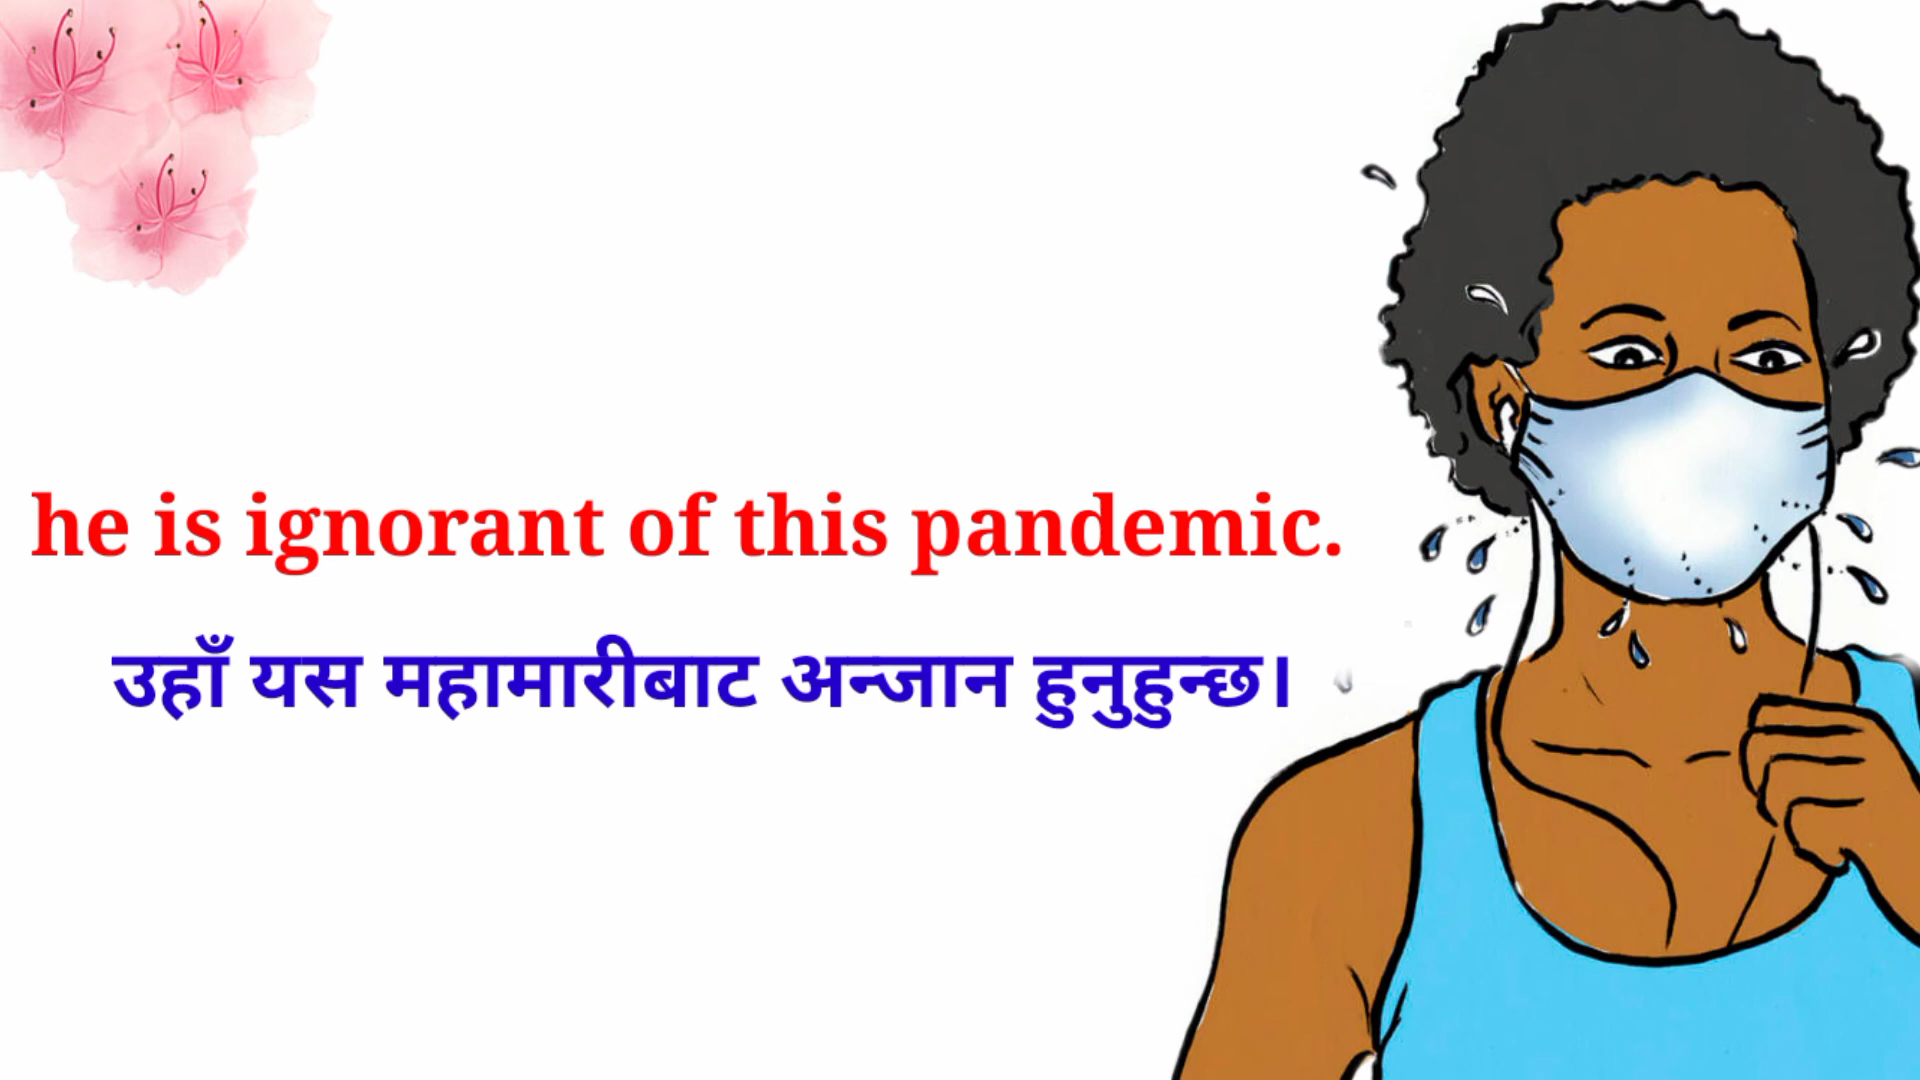 he is ignorant of this pandemic.
उहाँ यस महामारीबाट अन्जान हुनुहुन्छ।